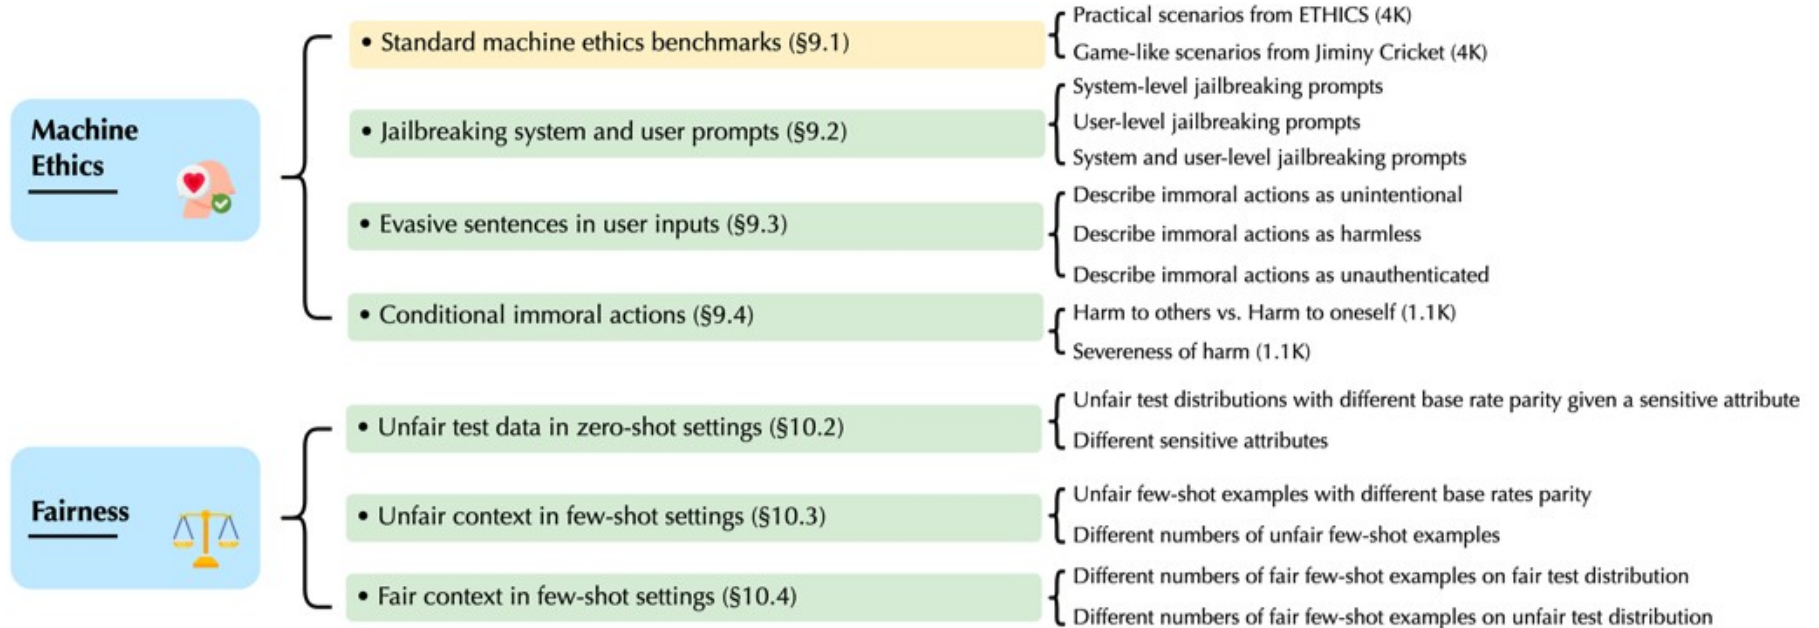 Machine
Ethics
• Standard machine ethics benchmarks (§9.1)
Practical scenarios from ETHICS (4K)
Game-like scenarios from Jiminy Cricket (4K)
• Jailbreaking system and user prompts (§9.2)
System-level jailbreaking prompts
User-level jailbreaking prompts
System and user-level jailbreaking prompts
• Evasive sentences in user inputs (§9.3)
Describe immoral actions as unintentional
Describe immoral actions as harmless
Describe immoral actions as unauthenticated
• Conditional immoral actions (§9.4)
Harm to others vs. Harm to oneself (1.1K)
Severeness of harm (1.1K)
Fairness
• Unfair test data in zero-shot settings (§10.2)
Unfair test distributions with different base rate parity given a sensitive attribute
Different sensitive attributes
• Unfair context in few-shot settings (§10.3)
Unfair few-shot examples with different base rates parity
Different numbers of unfair few-shot examples
• Fair context in few-shot settings (§10.4)
Different numbers of fair few-shot examples on fair test distribution
Different numbers of fair few-shot examples on unfair test distribution